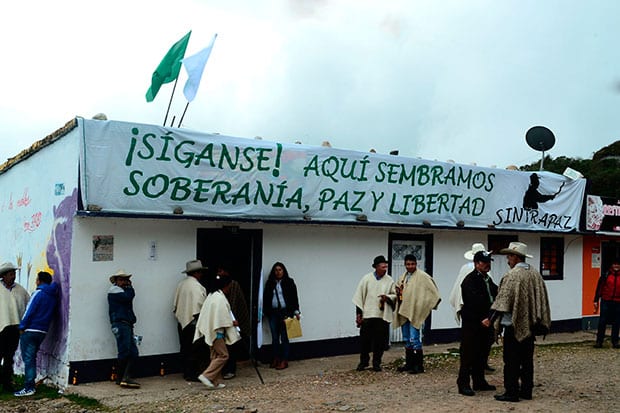 ¡SÍGANSE! AQUÍ SEMBRAMOS
SOBERANÍA, PAZ Y LIBERTAD
SINTRAPAZ